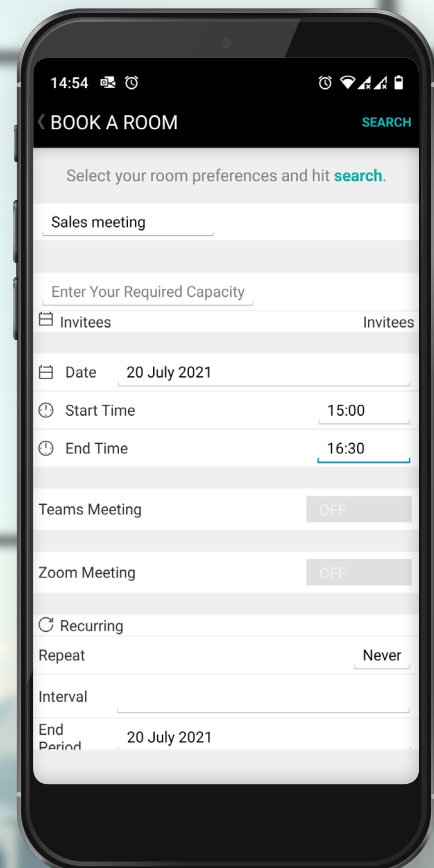 14:54
BOOK A ROOM SEARCH
Select your room preferences and hit search.
Sales meeting
Enter Your Required Capacity
Invitees Invitees
Date 20 July 2021
Start Time 15:00
End Time 16:30
Teams Meeting OFF
Zoom Meeting OFF
Recurring
Repeat Never
Interval
End
Period 20 July 2021